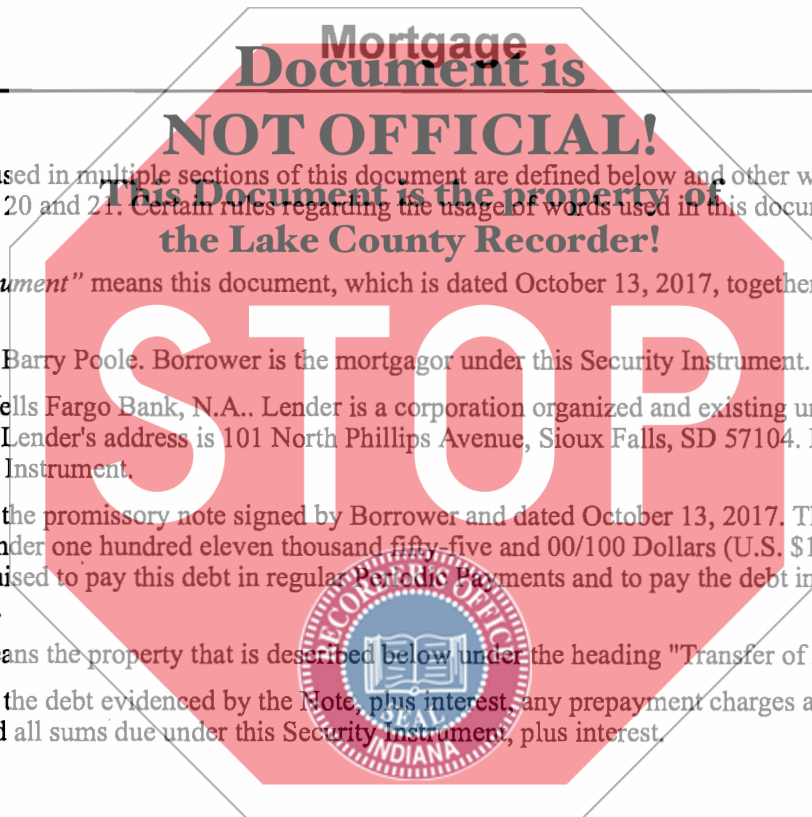 Mortgage
Document is
NOT OFFICIAL!
sed in multiple sections of this document are defined below and other w
This Document is the property of
20 and 21. Certain rules regarding the usage of words used in this docum
the Lake County Recorder!
ument” means this document, which is dated October 13, 2017, together
STOP
Barry Poole. Borrower is the mortgagor under this Security Instrument.
ells Fargo Bank, N.A.. Lender is a corporation organized and existing un
Lender's address is 101 North Phillips Avenue, Sioux Falls, SD 57104. L
Instrument.
the promissory note signed by Borrower and dated October 13, 2017. T
nder one hundred eleven thousand fifty-five and 00/100 Dollars (U.S. $1
ised to pay this debt in regular Periodic Payments and to pay the debt in
RECORDER'S OFFICE
SEAL
INDIANA
ans the property that is described below under the heading "Transfer of
the debt evidenced by the Note, plus interest, any prepayment charges a
d all sums due under this Security Instrument, plus interest.